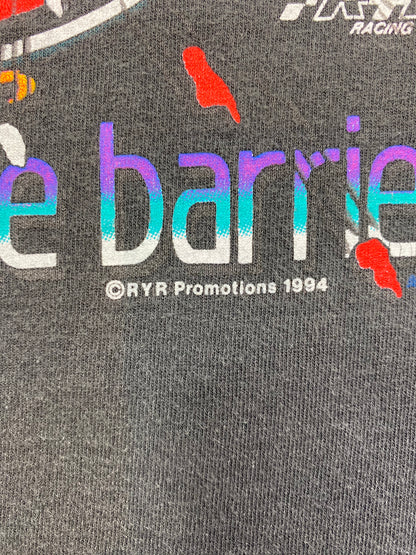 RACING
e barrie
©RYR Promotions 1994